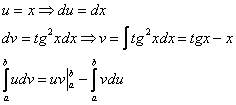 u = x ⇒ du = dx
dv = tg²xdx ⇒ v = ∫tg²xdx = tgx − x
∫ₐᵇ udv = uv|ₐᵇ − ∫ₐᵇ vdu